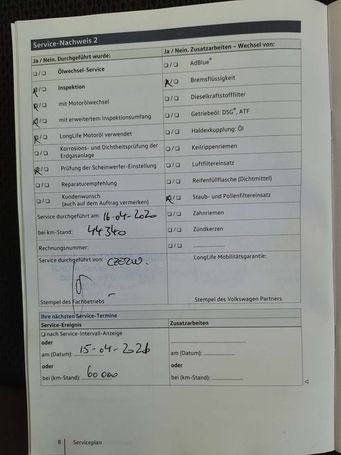 Service-Nachweis 2
Ja / Nein. Durchgeführt wurde:
Ja / Nein. Zusatzarbeiten – Wechsel von:
Ölwechsel-Service
AdBlue®
Inspektion
Bremsflüssigkeit
mit Motorölwechsel
Dieselkraftstofffilter
mit erweitertem Inspektionsumfang
Getriebeöl: DSG®, ATF
LongLife Motoröl verwendet
Haldexkupplung: Öl
Korrosions- und Dichtheitsprüfung der
Erdgasanlage
Keilrippenriemen
Prüfung der Scheinwerfer-Einstellung
Luftfiltereinsatz
Reparaturempfehlung
Reifenfüllflasche (Dichtmittel)
Kundenwunsch
(auch auf dem Auftrag vermerken)
Staub- und Pollenfiltereinsatz
Service durchgeführt am: 16-04-2020
Zahnriemen
bei km-Stand: 44340
Zündkerzen
Rechnungsnummer:
Service durchgeführt von:
LongLife Mobilitätsgarantie:
Stempel des Fachbetriebs
Stempel des Volkswagen Partners
Ihre nächsten Service-Termine
Service-Ereignis
Zusatzarbeiten
nach Service-Intervall-Anzeige
oder
oder
am (Datum): 15-04-202
am (Datum):
oder
oder
bei (km-Stand): 60000
bei (km-Stand):
8 Serviceplan